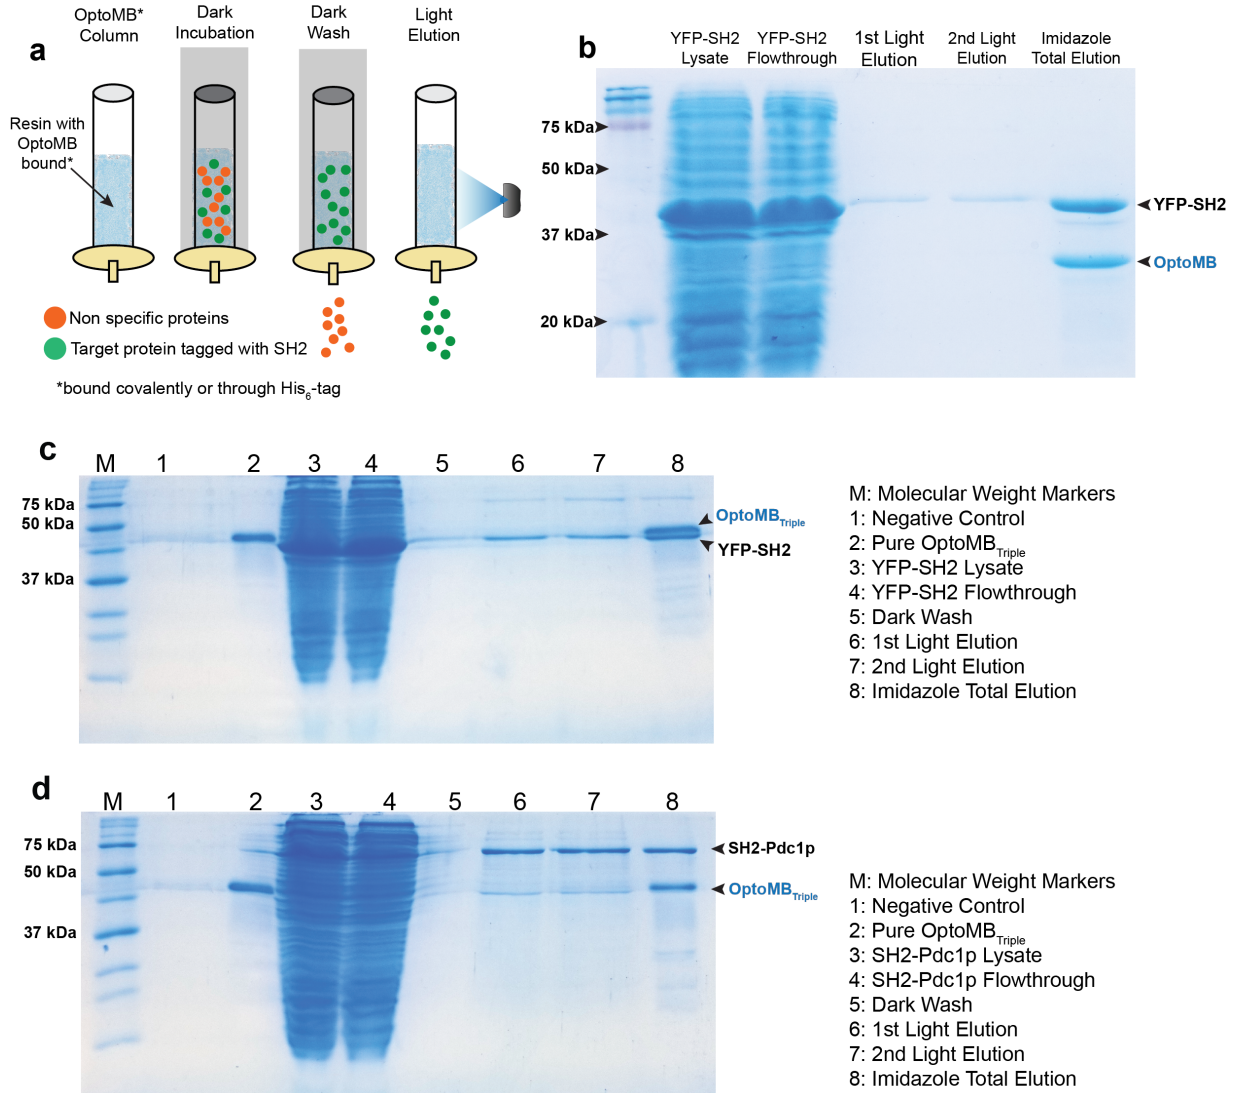 a
OptoMB*
Column
Dark
Incubation
Dark
Wash
Light
Elution
Resin with
OptoMB
bound*
Non specific proteins
Target protein tagged with SH2
*bound covalently or through His6-tag
b
YFP-SH2
Lysate
YFP-SH2
Flowthrough
1st Light
Elution
2nd Light
Elution
Imidazole
Total Elution
75 kDa
50 kDa
37 kDa
20 kDa
YFP-SH2
OptoMB
c
M 1 2 3 4 5 6 7 8
75 kDa
50 kDa
37 kDa
OptoMBTriple
YFP-SH2
M: Molecular Weight Markers
1: Negative Control
2: Pure OptoMBTriple
3: YFP-SH2 Lysate
4: YFP-SH2 Flowthrough
5: Dark Wash
6: 1st Light Elution
7: 2nd Light Elution
8: Imidazole Total Elution
d
M 1 2 3 4 5 6 7 8
75 kDa
50 kDa
37 kDa
SH2-Pdc1p
OptoMBTriple
M: Molecular Weight Markers
1: Negative Control
2: Pure OptoMBTriple
3: SH2-Pdc1p Lysate
4: SH2-Pdc1p Flowthrough
5: Dark Wash
6: 1st Light Elution
7: 2nd Light Elution
8: Imidazole Total Elution